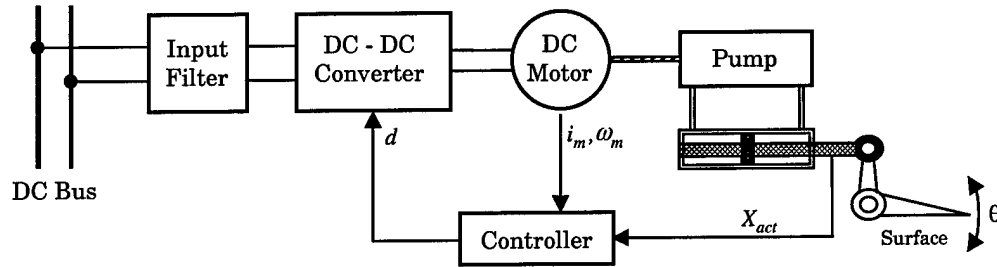 Input
Filter
DC - DC
Converter
DC
Motor
Pump
d
i_m, ω_m
DC Bus
Controller
X_act
Surface
θ